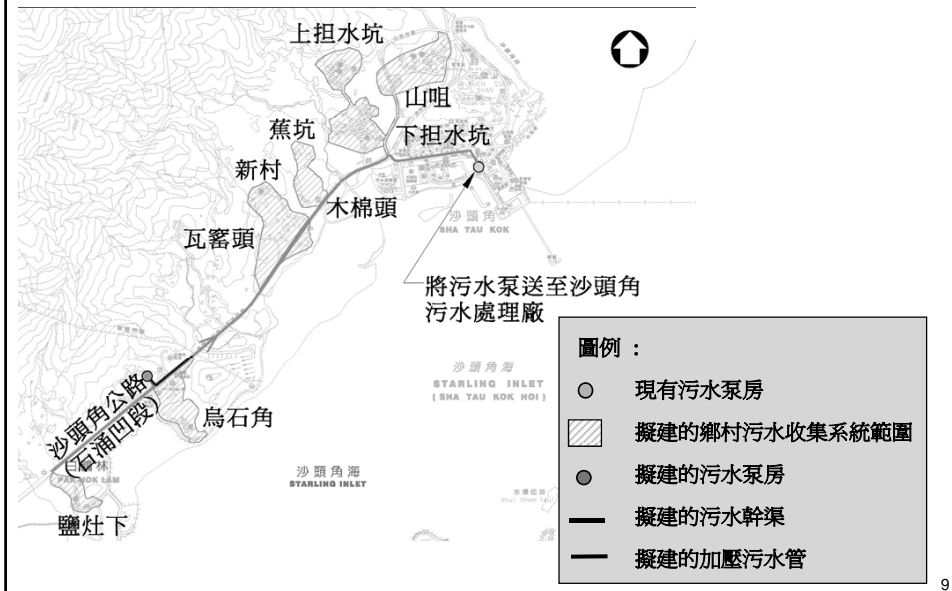 上担水坑
山咀
蕉坑
下担水坑
新村
木棉頭
沙頭角
SHA TAU KOK
瓦窰頭
將污水泵送至沙頭角
污水處理廠
圖例 :
現有污水泵房
擬建的鄉村污水收集系統範圍
擬建的污水泵房
擬建的污水幹渠
擬建的加壓污水管
沙頭角海
STARLING INLET
( SHA TAU KOK HOI )
沙頭角公路
(石涌凹段)
烏石角
沙頭角海
STARLING INLET
PAK HOK LAM
鹽灶下
9